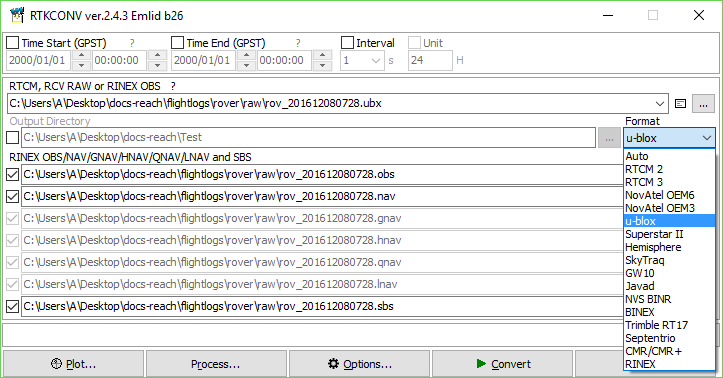 RTKCONV ver.2.4.3 Emlid b26
Time Start (GPST) ? Time End (GPST) ? Interval Unit
2000/01/01 00:00:00 2000/01/01 00:00:00 1 s 24 H
RTCM, RCV RAW or RINEX OBS ?
C:\Users\A\Desktop\docs-reach\flightlogs\rover\raw\rov_201612080728.ubx ...
Output Directory Format
C:\Users\A\Desktop\docs-reach\Test ... u-blox
RINEX OBS/NAV/GNAV/HNAV/QNAV/LNAV and SBS
C:\Users\A\Desktop\docs-reach\flightlogs\rover\raw\rov_201612080728.obs
C:\Users\A\Desktop\docs-reach\flightlogs\rover\raw\rov_201612080728.nav
C:\Users\A\Desktop\docs-reach\flightlogs\rover\raw\rov_201612080728.gnav
C:\Users\A\Desktop\docs-reach\flightlogs\rover\raw\rov_201612080728.hnav
C:\Users\A\Desktop\docs-reach\flightlogs\rover\raw\rov_201612080728.qnav
C:\Users\A\Desktop\docs-reach\flightlogs\rover\raw\rov_201612080728.lnav
C:\Users\A\Desktop\docs-reach\flightlogs\rover\raw\rov_201612080728.sbs
Auto
RTCM 2
RTCM 3
NovAtel OEM6
NovAtel OEM3
u-blox
Superstar II
Hemisphere
SkyTraq
GW10
Javad
NVS BINR
BINEX
Trimble RT17
Septentrio
CMR/CMR+
RINEX
Plot... Process... Options... Convert